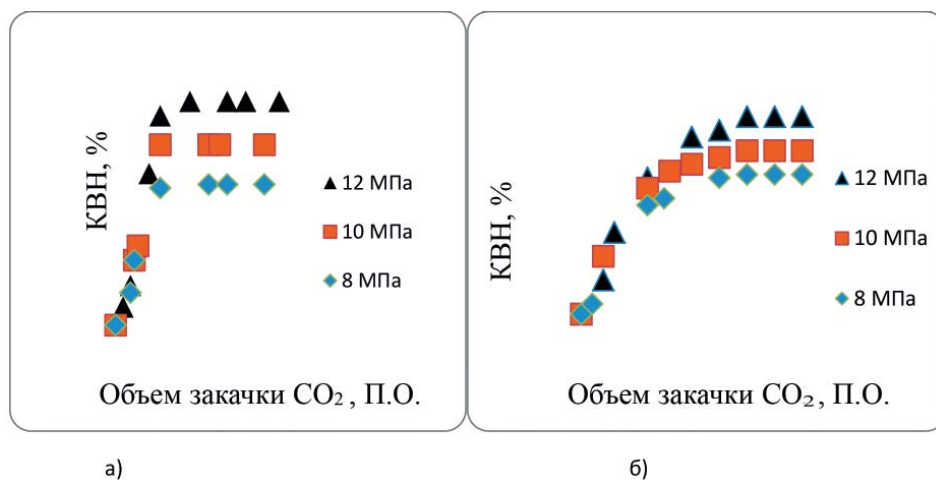 КВН, %
12 МПа
10 МПа
8 МПа
Объем закачки CO₂ , П.О.
а)
КВН, %
12 МПа
10 МПа
8 МПа
Объем закачки CO₂ , П.О.
б)